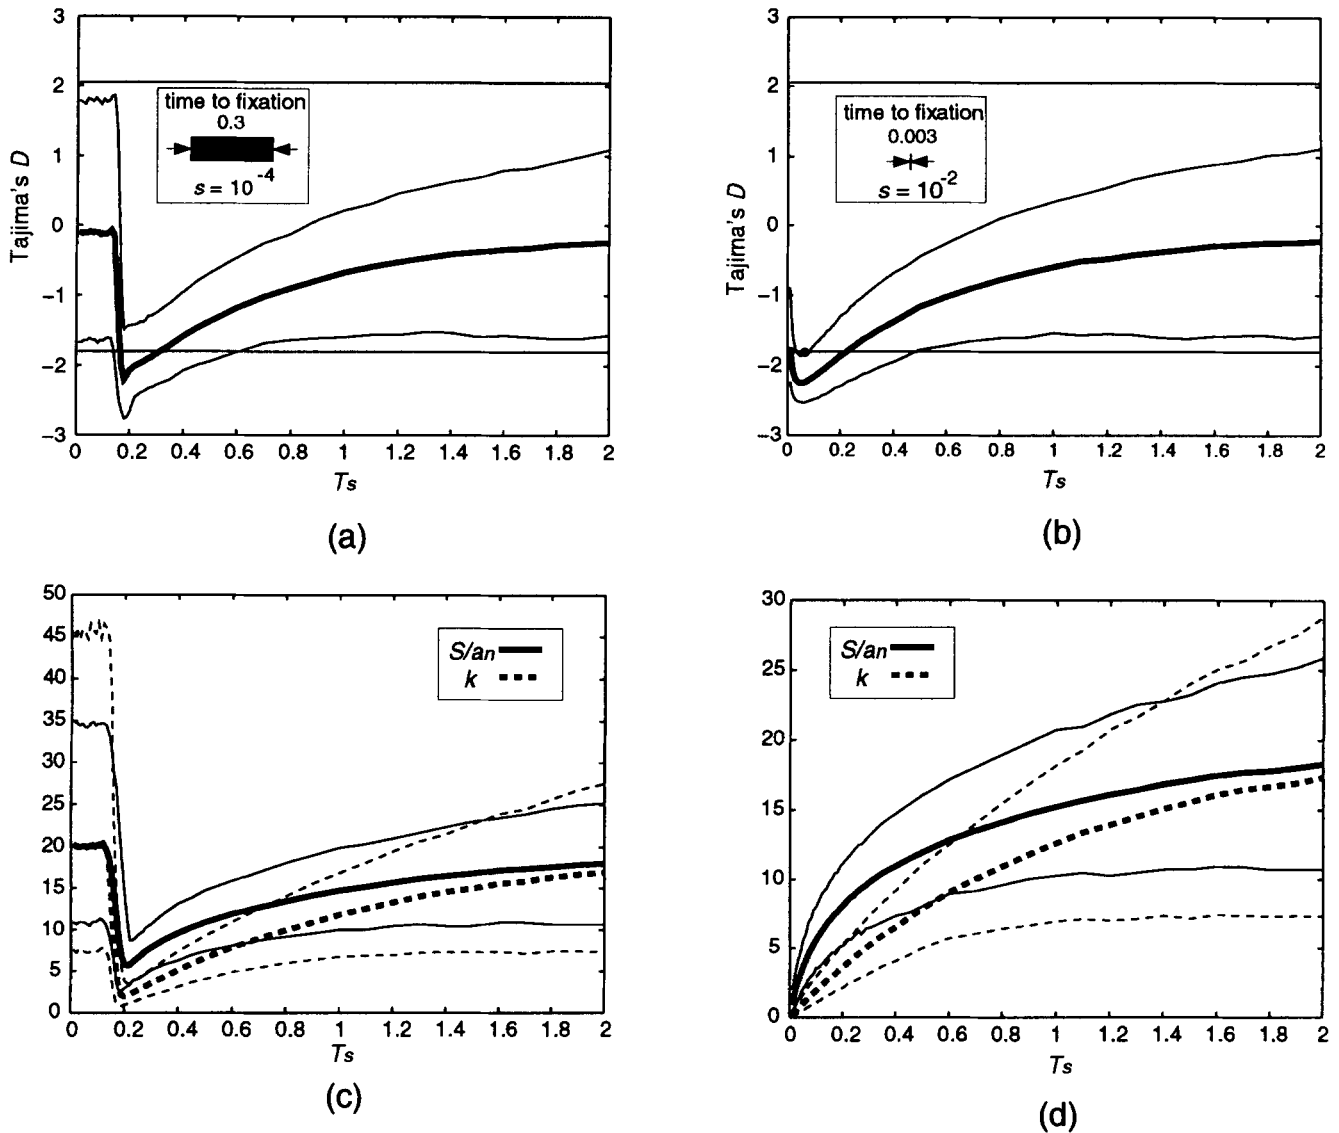 3
2
1
0
−1
−2
−3
Tajima's D
time to fixation
0.3
s = 10^-4
0 0.2 0.4 0.6 0.8 1 1.2 1.4 1.6 1.8 2
Ts
(a)
3
2
1
0
−1
−2
−3
Tajima's D
time to fixation
0.003
s = 10^-2
0 0.2 0.4 0.6 0.8 1 1.2 1.4 1.6 1.8 2
Ts
(b)
50
45
40
35
30
25
20
15
10
5
0
S/an
k
0 0.2 0.4 0.6 0.8 1 1.2 1.4 1.6 1.8 2
Ts
(c)
30
25
20
15
10
5
0
S/an
k
0 0.2 0.4 0.6 0.8 1 1.2 1.4 1.6 1.8 2
Ts
(d)